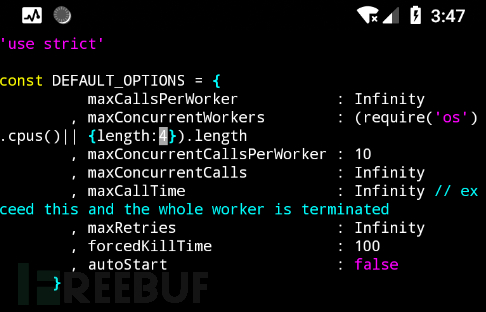 3:47
'use strict'
const DEFAULT_OPTIONS = {
maxCallsPerWorker : Infinity
, maxConcurrentWorkers : (require('os')
.cpus()|| {length:4}).length
, maxConcurrentCallsPerWorker : 10
, maxConcurrentCalls : Infinity
, maxCallTime : Infinity // ex
ceed this and the whole worker is terminated
, maxRetries : Infinity
, forcedKillTime : 100
, autoStart : false
}
FREEBUF